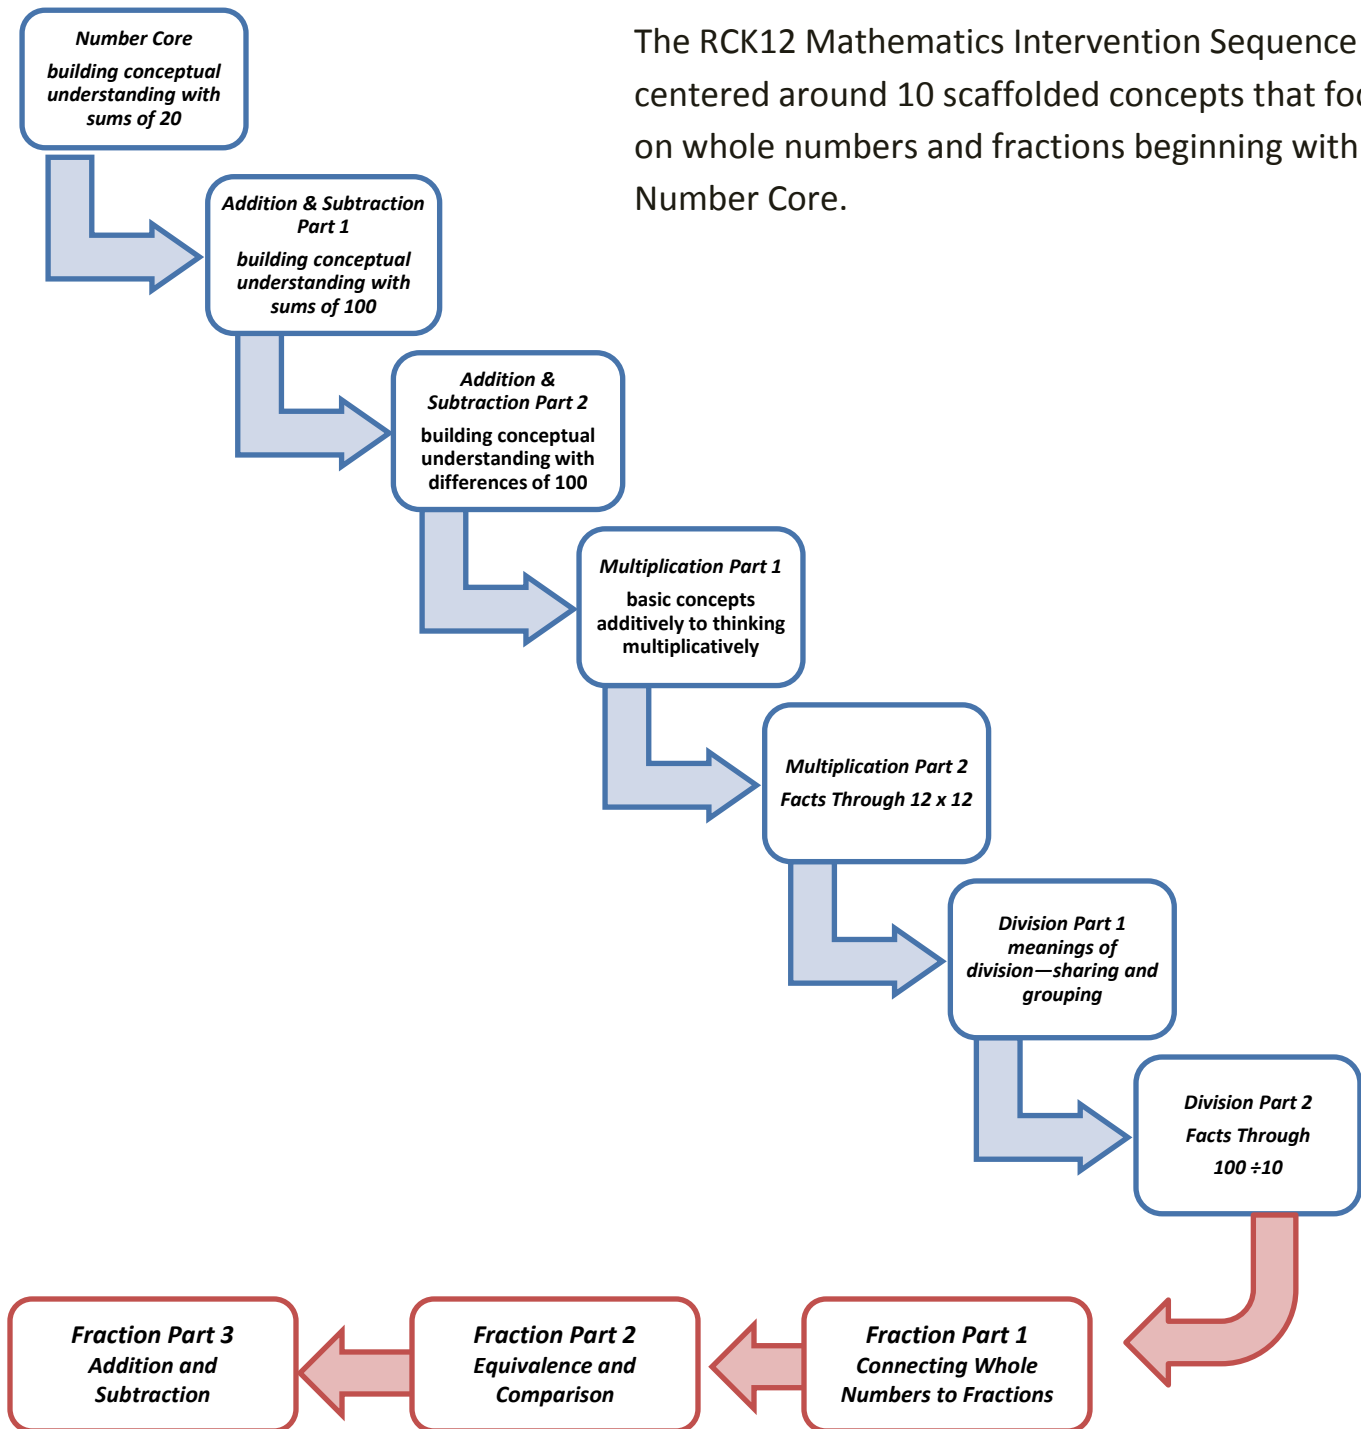 Number Core
building conceptual
understanding with
sums of 20
The RCK12 Mathematics Intervention Sequence
centered around 10 scaffolded concepts that foc
on whole numbers and fractions beginning with
Number Core.
Addition & Subtraction
Part 1
building conceptual
understanding with
sums of 100
Addition &
Subtraction Part 2
building conceptual
understanding with
differences of 100
Multiplication Part 1
basic concepts
additively to thinking
multiplicatively
Multiplication Part 2
Facts Through 12 x 12
Division Part 1
meanings of
division—sharing and
grouping
Division Part 2
Facts Through
100 ÷10
Fraction Part 3
Addition and
Subtraction
Fraction Part 2
Equivalence and
Comparison
Fraction Part 1
Connecting Whole
Numbers to Fractions